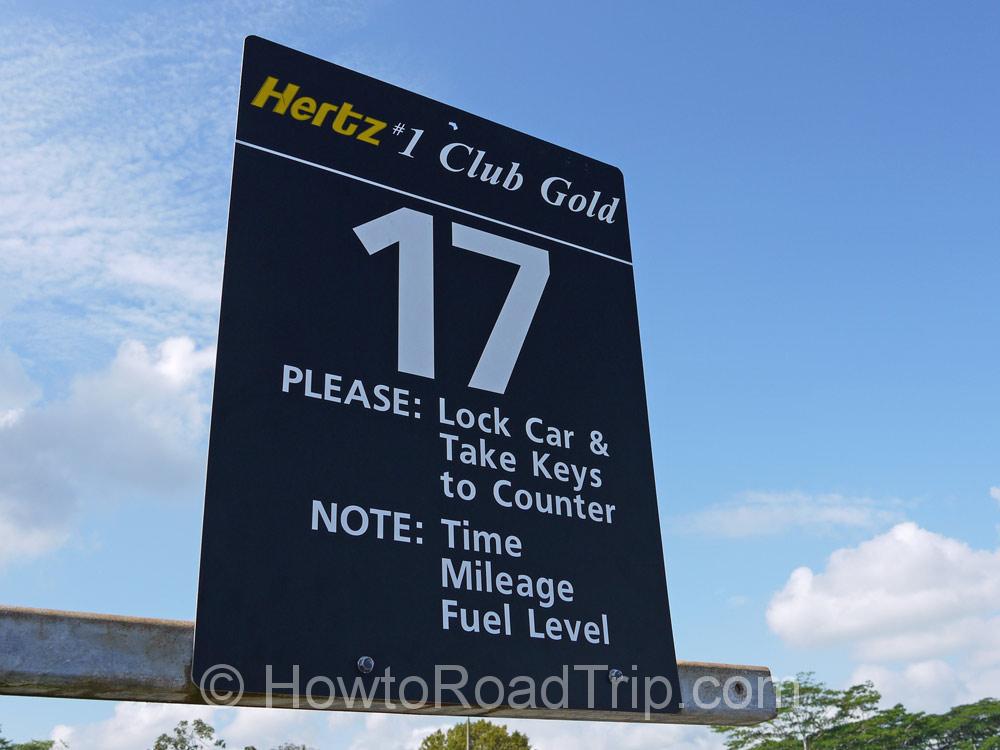 Hertz #1 Club Gold
17
PLEASE: Lock Car &
Take Keys
to Counter
NOTE: Time
Mileage
Fuel Level
© HowtoRoadTrip.com